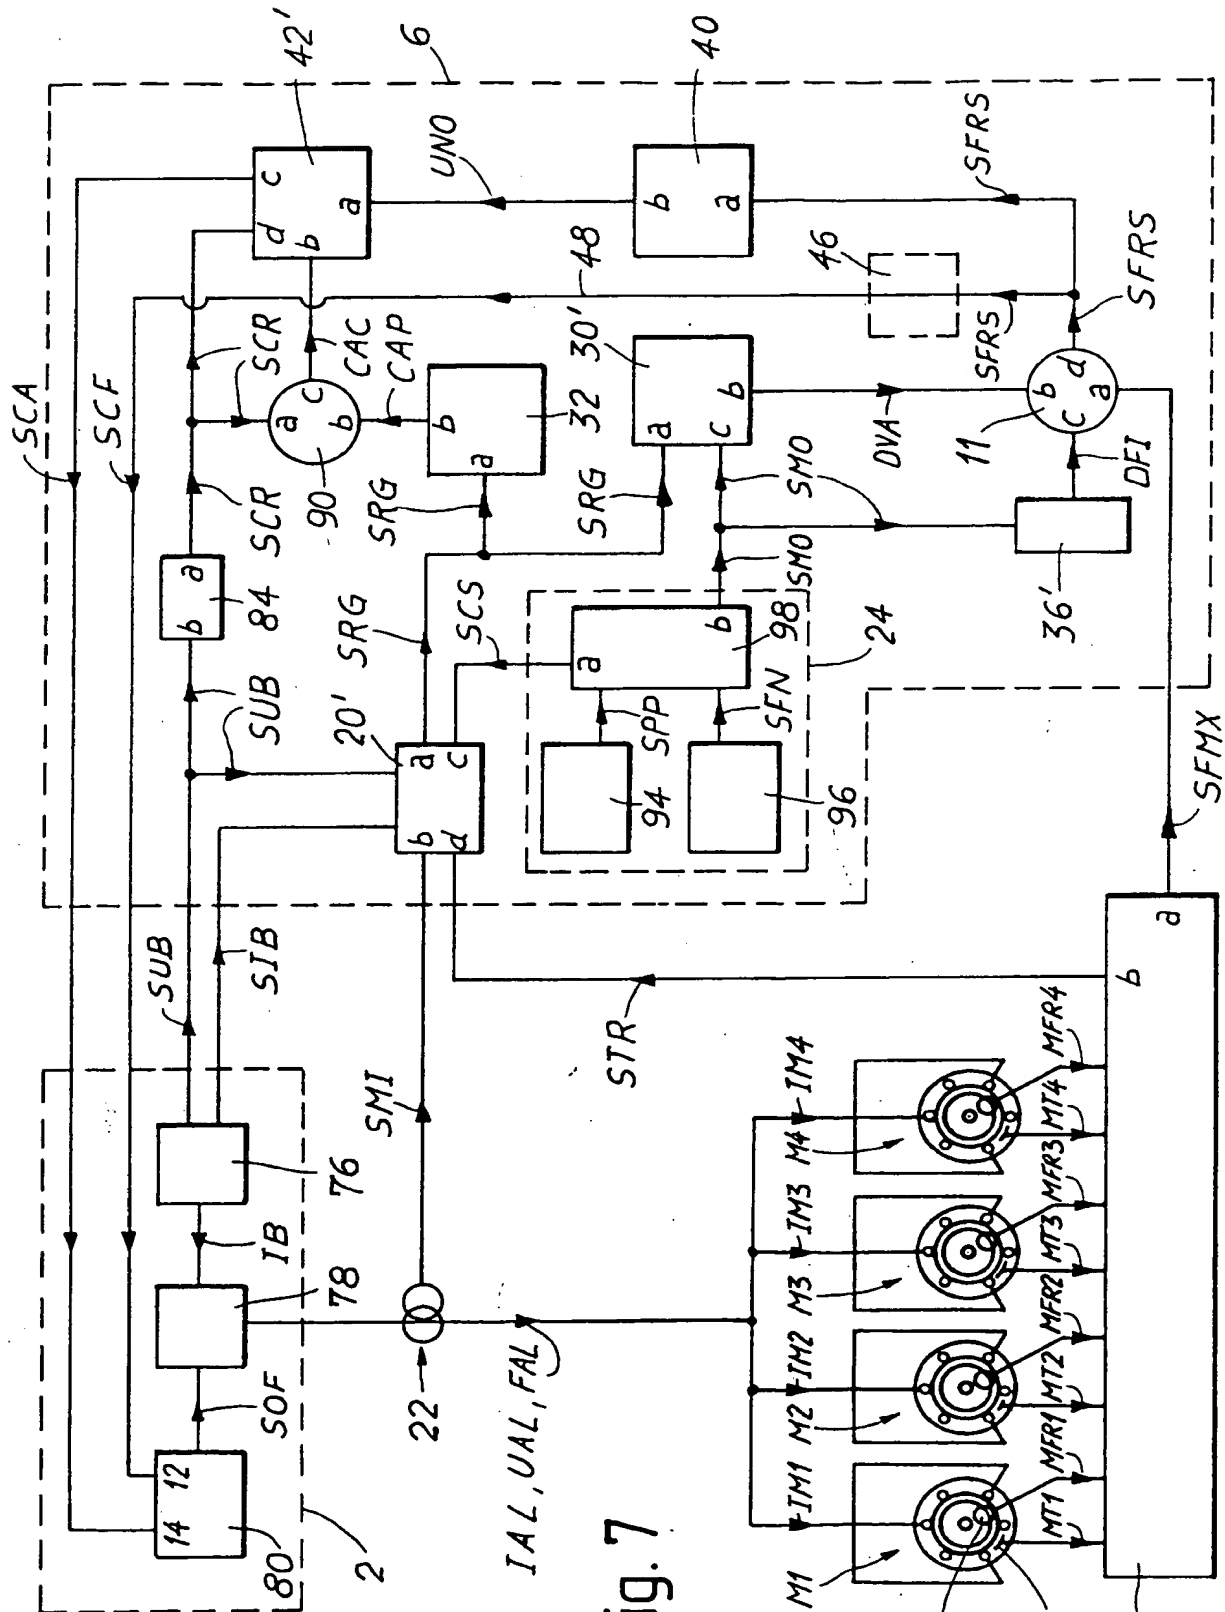 SCA
SCF
6
42'
c
d
b
a
SCR
SCR
SCR
a
b
84
CAC
CAP
a
c
b
90
b
a
32
UNO
b
a
40
48
46
SFRS
SFRS
SFRS
30'
a
c
b
DVA
b
c
d
a
11
DFI
36'
SRG
SRG
SRG
SMO
SMO
SCS
a
b
98
24
SPP
SFN
94
96
20'
a
c
b
d
SUB
SUB
SIB
SMI
STR
SFMX
76
IB
78
SOF
14
12
80
2
22
IAL, UAL, FAL
ig. 7
IM1
IM2
IM3
IM4
M1
M2
M3
M4
MT1
MFR1
MT2
MFR2
MT3
MFR3
MT4
MFR4
b
a